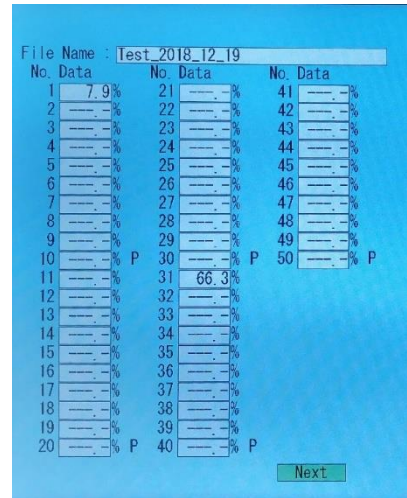 File Name : Test_2018_12_19
No. Data No. Data No. Data
1 7.9% 21 ---.-% 41 ---.-%
2 ---.-% 22 ---.-% 42 ---.-%
3 ---.-% 23 ---.-% 43 ---.-%
4 ---.-% 24 ---.-% 44 ---.-%
5 ---.-% 25 ---.-% 45 ---.-%
6 ---.-% 26 ---.-% 46 ---.-%
7 ---.-% 27 ---.-% 47 ---.-%
8 ---.-% 28 ---.-% 48 ---.-%
9 ---.-% 29 ---.-% 49 ---.-%
10 ---.-% P 30 ---.-% P 50 ---.-% P
11 ---.-% 31 66.3%
12 ---.-% 32 ---.-%
13 ---.-% 33 ---.-%
14 ---.-% 34 ---.-%
15 ---.-% 35 ---.-%
16 ---.-% 36 ---.-%
17 ---.-% 37 ---.-%
18 ---.-% 38 ---.-%
19 ---.-% 39 ---.-%
20 ---.-% P 40 ---.-% P
Next